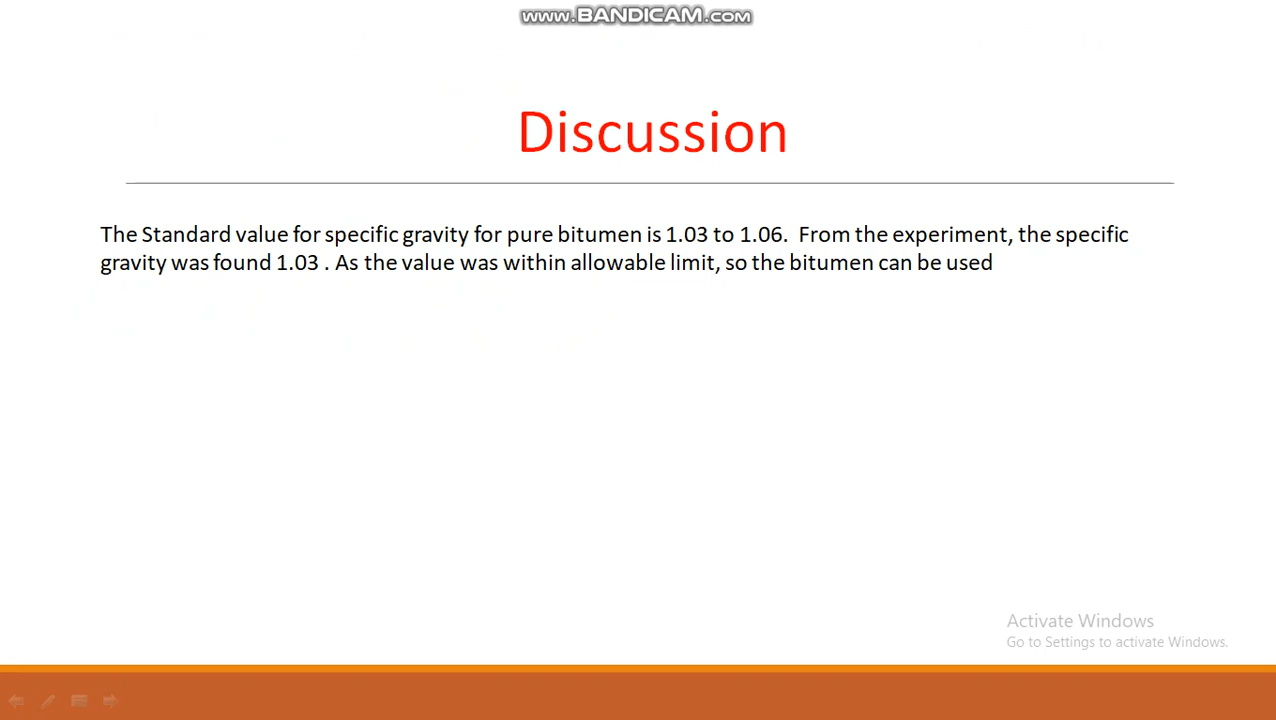 www.BANDICAM.com
Discussion
The Standard value for specific gravity for pure bitumen is 1.03 to 1.06.  From the experiment, the specific
gravity was found 1.03 . As the value was within allowable limit, so the bitumen can be used
Activate Windows
Go to Settings to activate Windows.